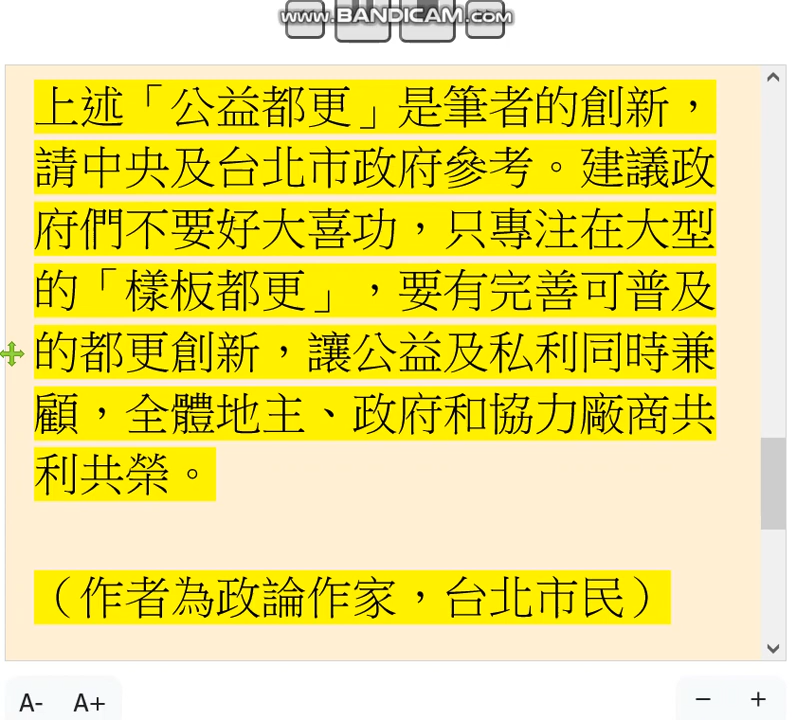 www.BANDICAM.com
上述「公益都更」是筆者的創新，
請中央及台北市政府參考。建議政
府們不要好大喜功，只專注在大型
的「樣板都更」，要有完善可普及
的都更創新，讓公益及私利同時兼
顧，全體地主、政府和協力廠商共
利共榮。
（作者為政論作家，台北市民）
A- A+ − +